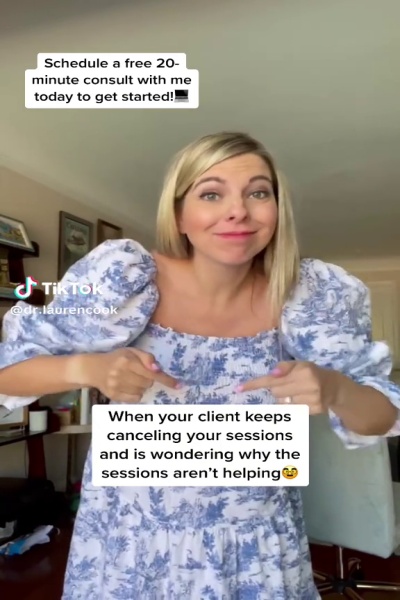 Schedule a free 20-
minute consult with me
today to get started!💻
TikTok
@dr.laurencook
When your client keeps
canceling your sessions
and is wondering why the
sessions aren't helping🥸